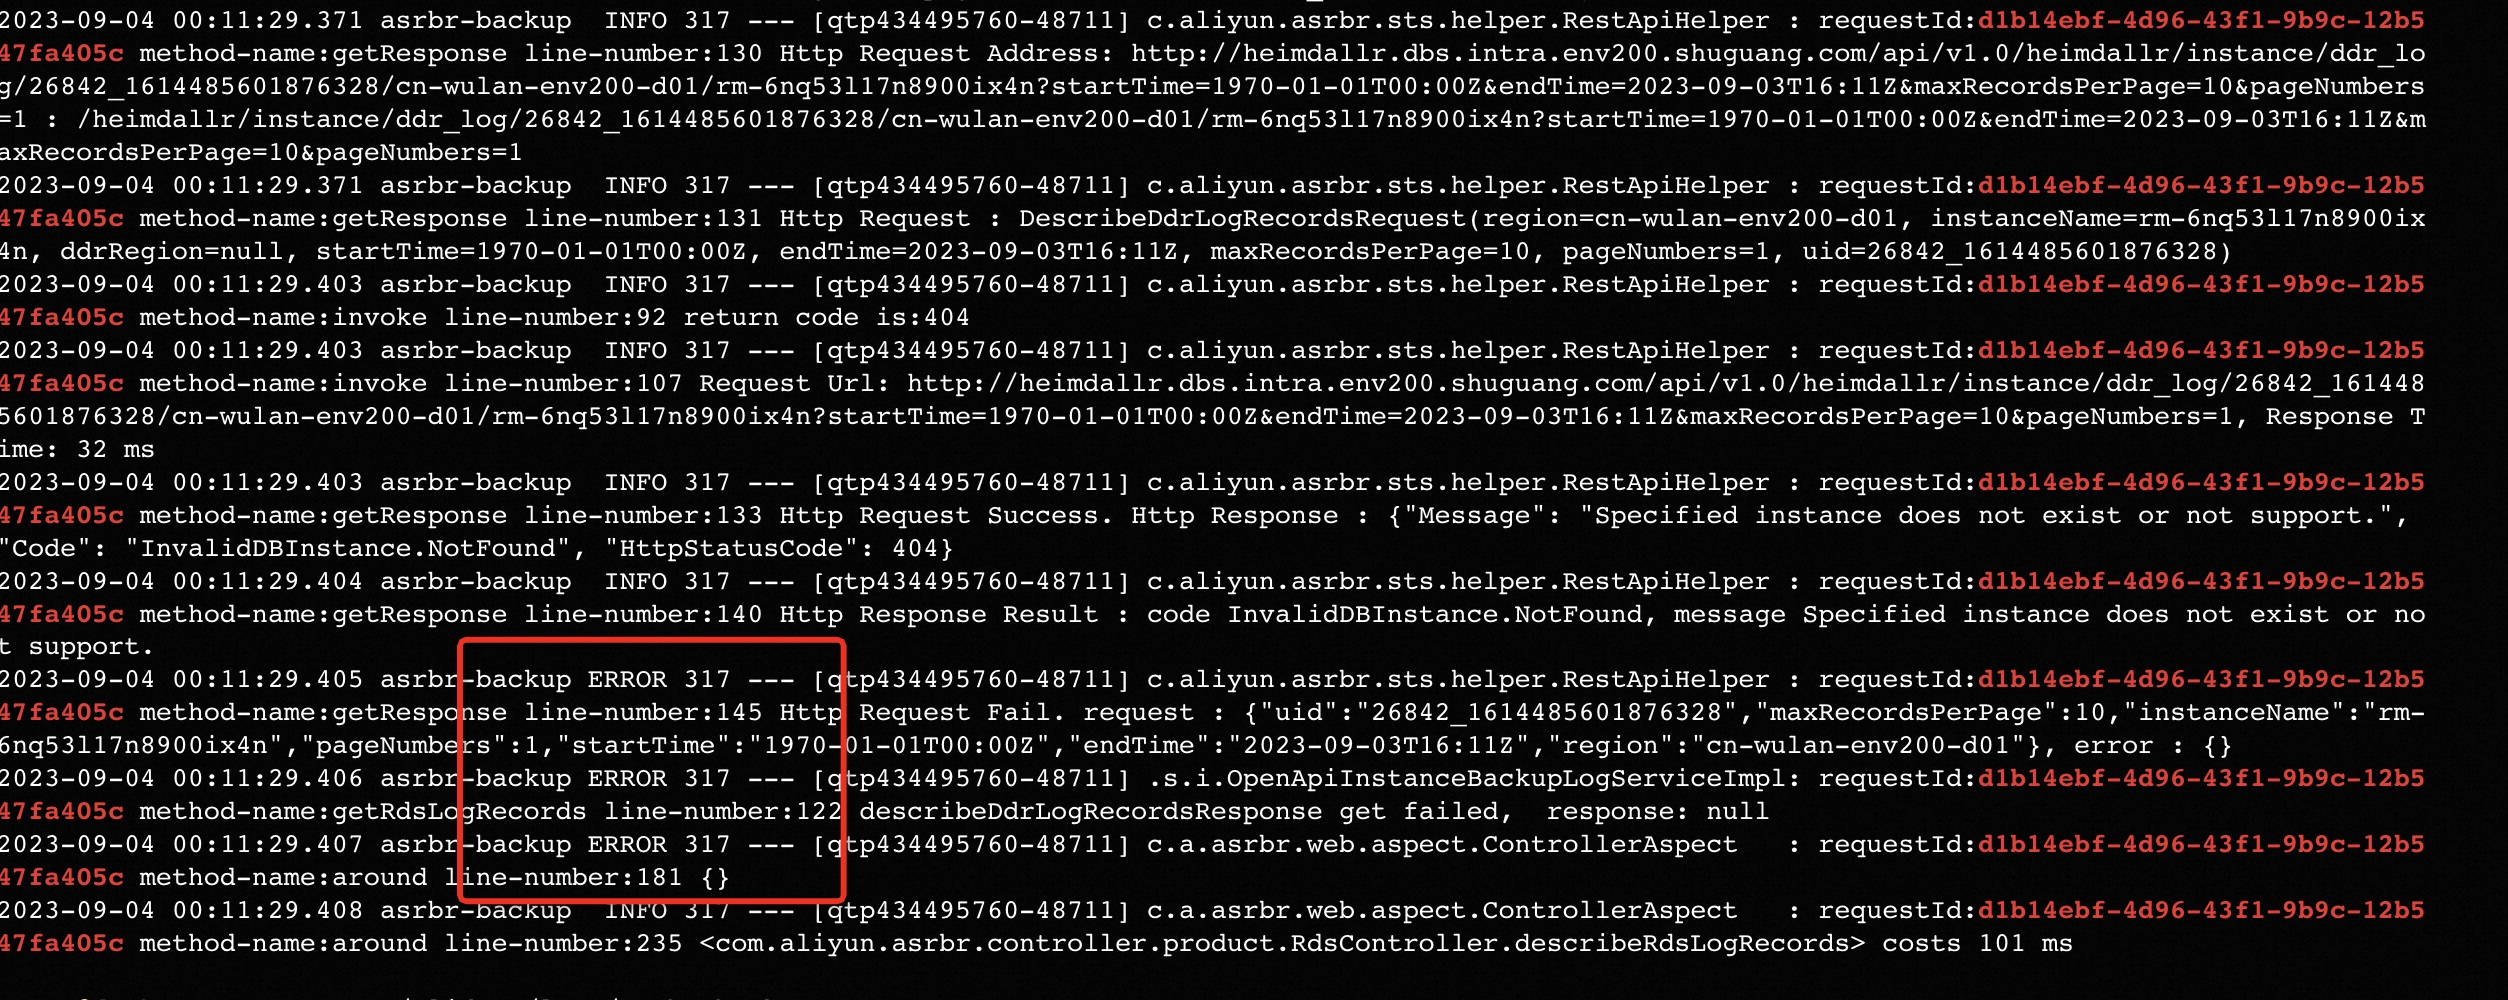 2023-09-04 00:11:29.371 asrbr-backup  INFO 317 --- [qtp434495760-48711] c.aliyun.asrbr.sts.helper.RestApiHelper : requestId:d1b14ebf-4d96-43f1-9b9c-12b5
47fa405c method-name:getResponse line-number:130 Http Request Address: http://heimdallr.dbs.intra.env200.shuguang.com/api/v1.0/heimdallr/instance/ddr_lo
g/26842_1614485601876328/cn-wulan-env200-d01/rm-6nq53l17n8900ix4n?startTime=1970-01-01T00:00Z&endTime=2023-09-03T16:11Z&maxRecordsPerPage=10&pageNumbers
=1 : /heimdallr/instance/ddr_log/26842_1614485601876328/cn-wulan-env200-d01/rm-6nq53l17n8900ix4n?startTime=1970-01-01T00:00Z&endTime=2023-09-03T16:11Z&m
axRecordsPerPage=10&pageNumbers=1
2023-09-04 00:11:29.371 asrbr-backup  INFO 317 --- [qtp434495760-48711] c.aliyun.asrbr.sts.helper.RestApiHelper : requestId:d1b14ebf-4d96-43f1-9b9c-12b5
47fa405c method-name:getResponse line-number:131 Http Request : DescribeDdrLogRecordsRequest(region=cn-wulan-env200-d01, instanceName=rm-6nq53l17n8900ix
4n, ddrRegion=null, startTime=1970-01-01T00:00Z, endTime=2023-09-03T16:11Z, maxRecordsPerPage=10, pageNumbers=1, uid=26842_1614485601876328)
2023-09-04 00:11:29.403 asrbr-backup  INFO 317 --- [qtp434495760-48711] c.aliyun.asrbr.sts.helper.RestApiHelper : requestId:d1b14ebf-4d96-43f1-9b9c-12b5
47fa405c method-name:invoke line-number:92 return code is:404
2023-09-04 00:11:29.403 asrbr-backup  INFO 317 --- [qtp434495760-48711] c.aliyun.asrbr.sts.helper.RestApiHelper : requestId:d1b14ebf-4d96-43f1-9b9c-12b5
47fa405c method-name:invoke line-number:107 Request Url: http://heimdallr.dbs.intra.env200.shuguang.com/api/v1.0/heimdallr/instance/ddr_log/26842_161448
5601876328/cn-wulan-env200-d01/rm-6nq53l17n8900ix4n?startTime=1970-01-01T00:00Z&endTime=2023-09-03T16:11Z&maxRecordsPerPage=10&pageNumbers=1, Response T
ime: 32 ms
2023-09-04 00:11:29.403 asrbr-backup  INFO 317 --- [qtp434495760-48711] c.aliyun.asrbr.sts.helper.RestApiHelper : requestId:d1b14ebf-4d96-43f1-9b9c-12b5
47fa405c method-name:getResponse line-number:133 Http Request Success. Http Response : {"Message": "Specified instance does not exist or not support.",
"Code": "InvalidDBInstance.NotFound", "HttpStatusCode": 404}
2023-09-04 00:11:29.404 asrbr-backup  INFO 317 --- [qtp434495760-48711] c.aliyun.asrbr.sts.helper.RestApiHelper : requestId:d1b14ebf-4d96-43f1-9b9c-12b5
47fa405c method-name:getResponse line-number:140 Http Response Result : code InvalidDBInstance.NotFound, message Specified instance does not exist or no
t support.
2023-09-04 00:11:29.405 asrbr-backup ERROR 317 --- [qtp434495760-48711] c.aliyun.asrbr.sts.helper.RestApiHelper : requestId:d1b14ebf-4d96-43f1-9b9c-12b5
47fa405c method-name:getResponse line-number:145 Http Request Fail. request : {"uid":"26842_1614485601876328","maxRecordsPerPage":10,"instanceName":"rm-
6nq53l17n8900ix4n","pageNumbers":1,"startTime":"1970-01-01T00:00Z","endTime":"2023-09-03T16:11Z","region":"cn-wulan-env200-d01"}, error : {}
2023-09-04 00:11:29.406 asrbr-backup ERROR 317 --- [qtp434495760-48711] .s.i.OpenApiInstanceBackupLogServiceImpl: requestId:d1b14ebf-4d96-43f1-9b9c-12b5
47fa405c method-name:getRdsLogRecords line-number:122 describeDdrLogRecordsResponse get failed,  response: null
2023-09-04 00:11:29.407 asrbr-backup ERROR 317 --- [qtp434495760-48711] c.a.asrbr.web.aspect.ControllerAspect   : requestId:d1b14ebf-4d96-43f1-9b9c-12b5
47fa405c method-name:around line-number:181 {}
2023-09-04 00:11:29.408 asrbr-backup  INFO 317 --- [qtp434495760-48711] c.a.asrbr.web.aspect.ControllerAspect   : requestId:d1b14ebf-4d96-43f1-9b9c-12b5
47fa405c method-name:around line-number:235 <com.aliyun.asrbr.controller.product.RdsController.describeRdsLogRecords> costs 101 ms